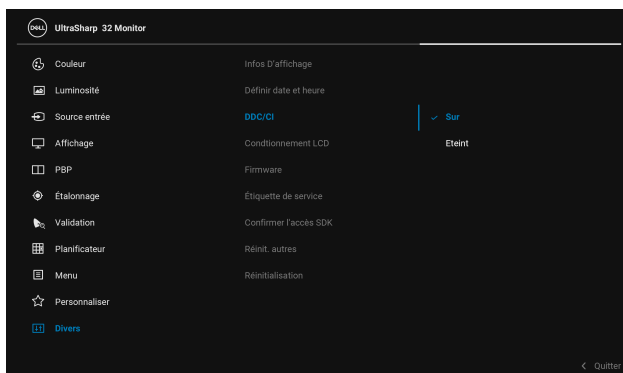 DELL UltraSharp 32 Monitor
Couleur Infos D'affichage
Luminosité Définir date et heure
Source entrée DDC/CI Sur
Affichage Condtionnement LCD Eteint
PBP Firmware
Étalonnage Étiquette de service
Validation Confirmer l'accès SDK
Planificateur Réinit. autres
Menu Réinitialisation
Personnaliser
Divers
Quitter